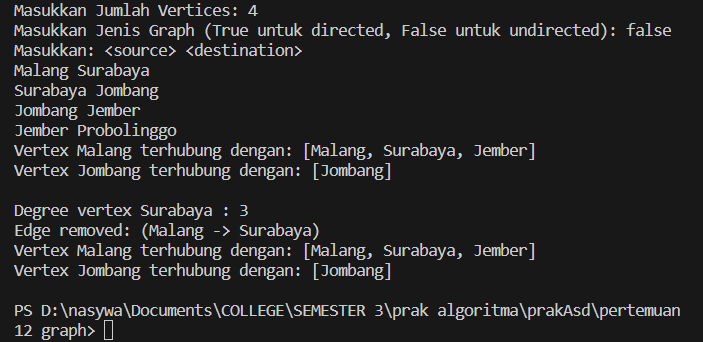 Masukkan Jumlah Vertices: 4
Masukkan Jenis Graph (True untuk directed, False untuk undirected): false
Masukkan: <source> <destination>
Malang Surabaya
Surabaya Jombang
Jombang Jember
Jember Probolinggo
Vertex Malang terhubung dengan: [Malang, Surabaya, Jember]
Vertex Jombang terhubung dengan: [Jombang]
Degree vertex Surabaya : 3
Edge removed: (Malang -> Surabaya)
Vertex Malang terhubung dengan: [Malang, Surabaya, Jember]
Vertex Jombang terhubung dengan: [Jombang]
PS D:\nasywa\Documents\COLLEGE\SEMESTER 3\prak algoritma\prakAsd\pertemuan
12 graph>